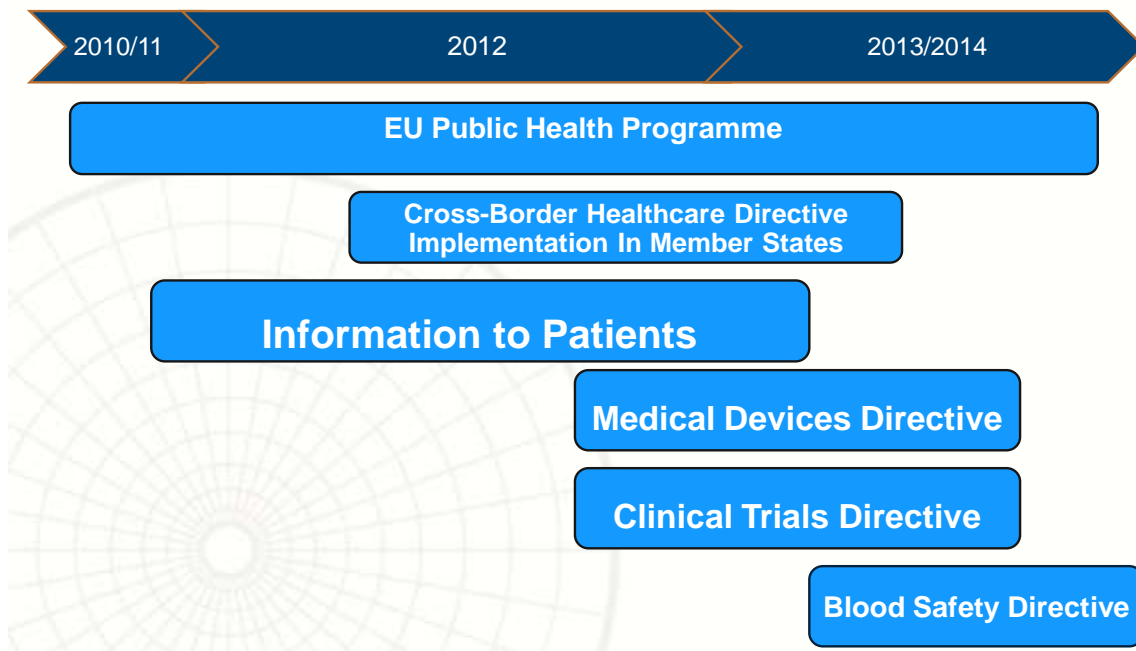 2010/11
2012
2013/2014
EU Public Health Programme
Cross-Border Healthcare Directive
Implementation In Member States
Information to Patients
Medical Devices Directive
Clinical Trials Directive
Blood Safety Directive